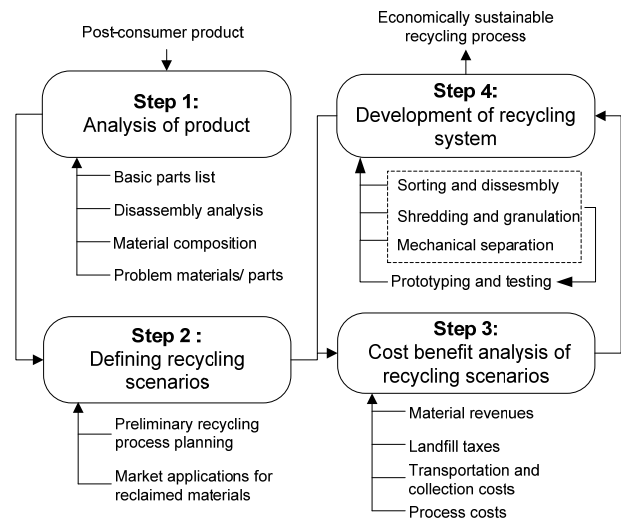 Post-consumer product
Step 1:
Analysis of product
Basic parts list
Disassembly analysis
Material composition
Problem materials/ parts
Step 2 :
Defining recycling
scenarios
Preliminary recycling
process planning
Market applications for
reclaimed materials
Economically sustainable
recycling process
Step 4:
Development of recycling
system
Sorting and dissesmbly
Shredding and granulation
Mechanical separation
Prototyping and testing
Step 3:
Cost benefit analysis of
recycling scenarios
Material revenues
Landfill taxes
Transportation and
collection costs
Process costs